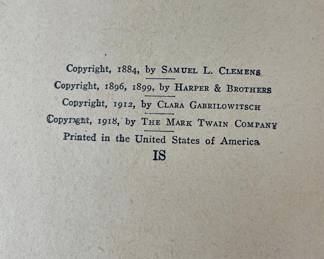 Copyright, 1884, by SAMUEL L. CLEMENS
Copyright, 1896, 1899, by HARPER & BROTHERS
Copyright, 1912, by CLARA GABRILOWITSCH
Copyright, 1918, by THE MARK TWAIN COMPANY
Printed in the United States of America
IS